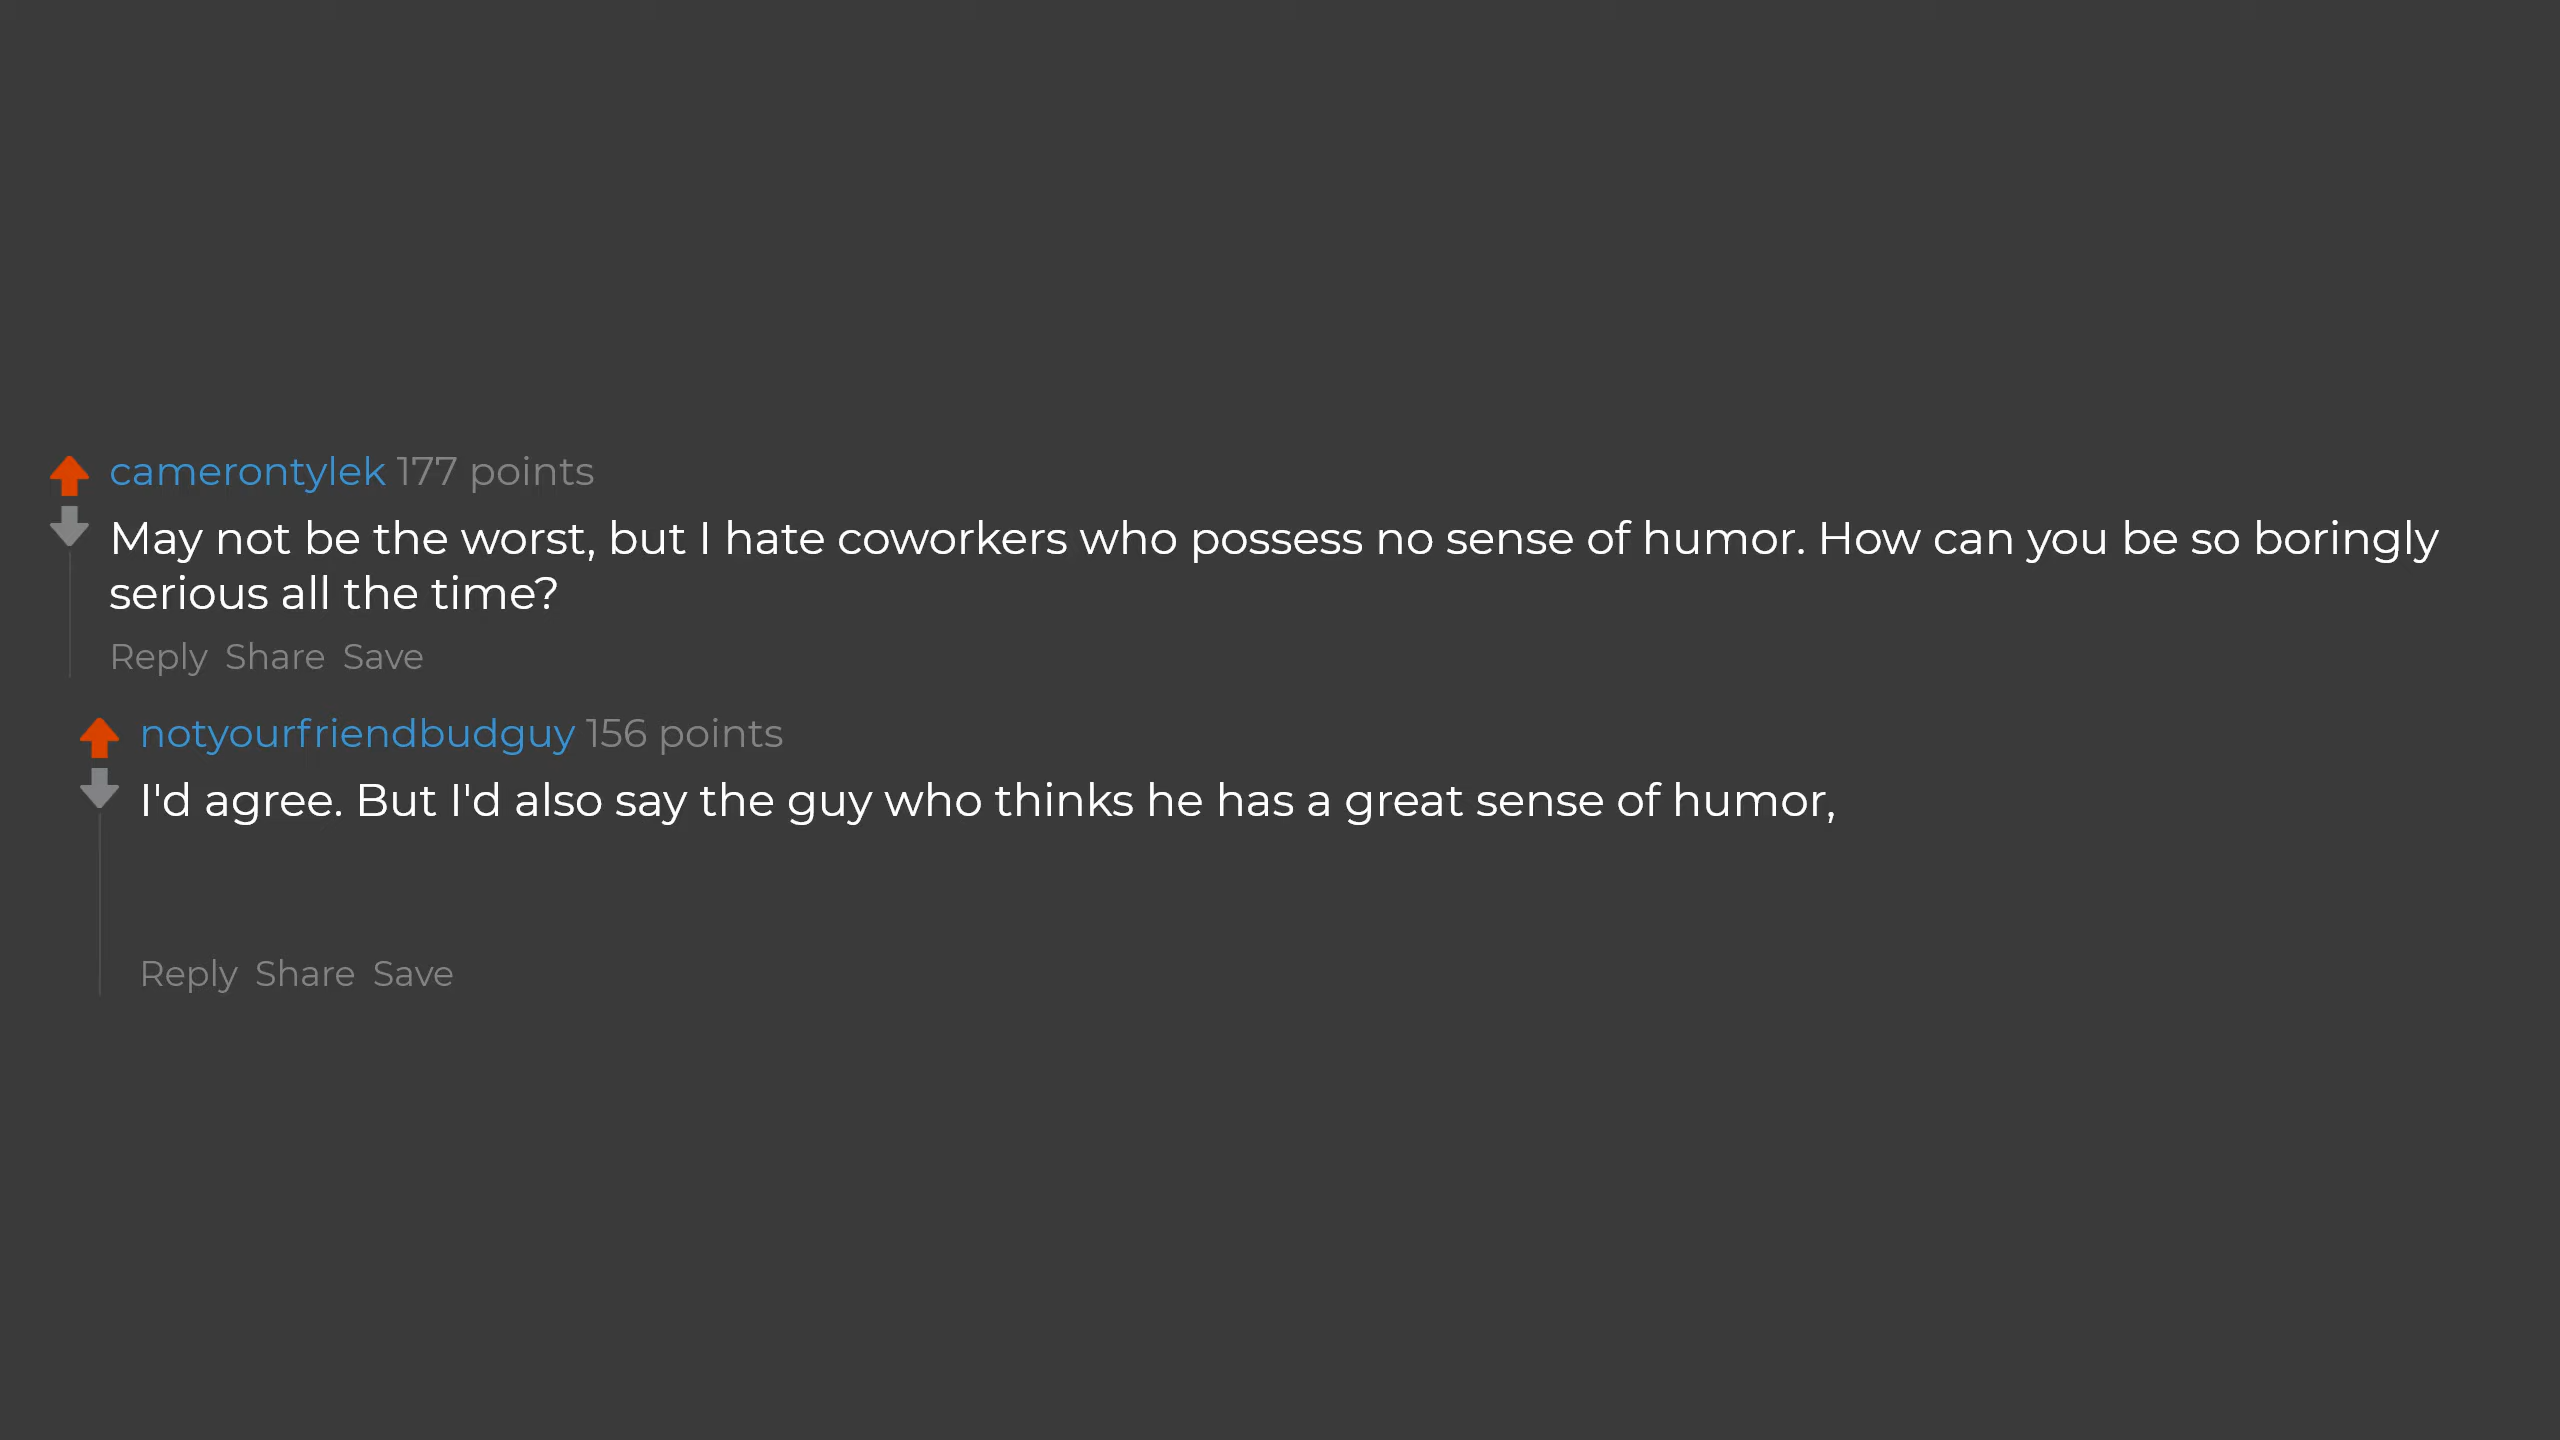 camerontylek 177 points
May not be the worst, but I hate coworkers who possess no sense of humor. How can you be so boringly
serious all the time?
Reply Share Save
notyourfriendbudguy 156 points
I'd agree. But I'd also say the guy who thinks he has a great sense of humor,
Reply Share Save